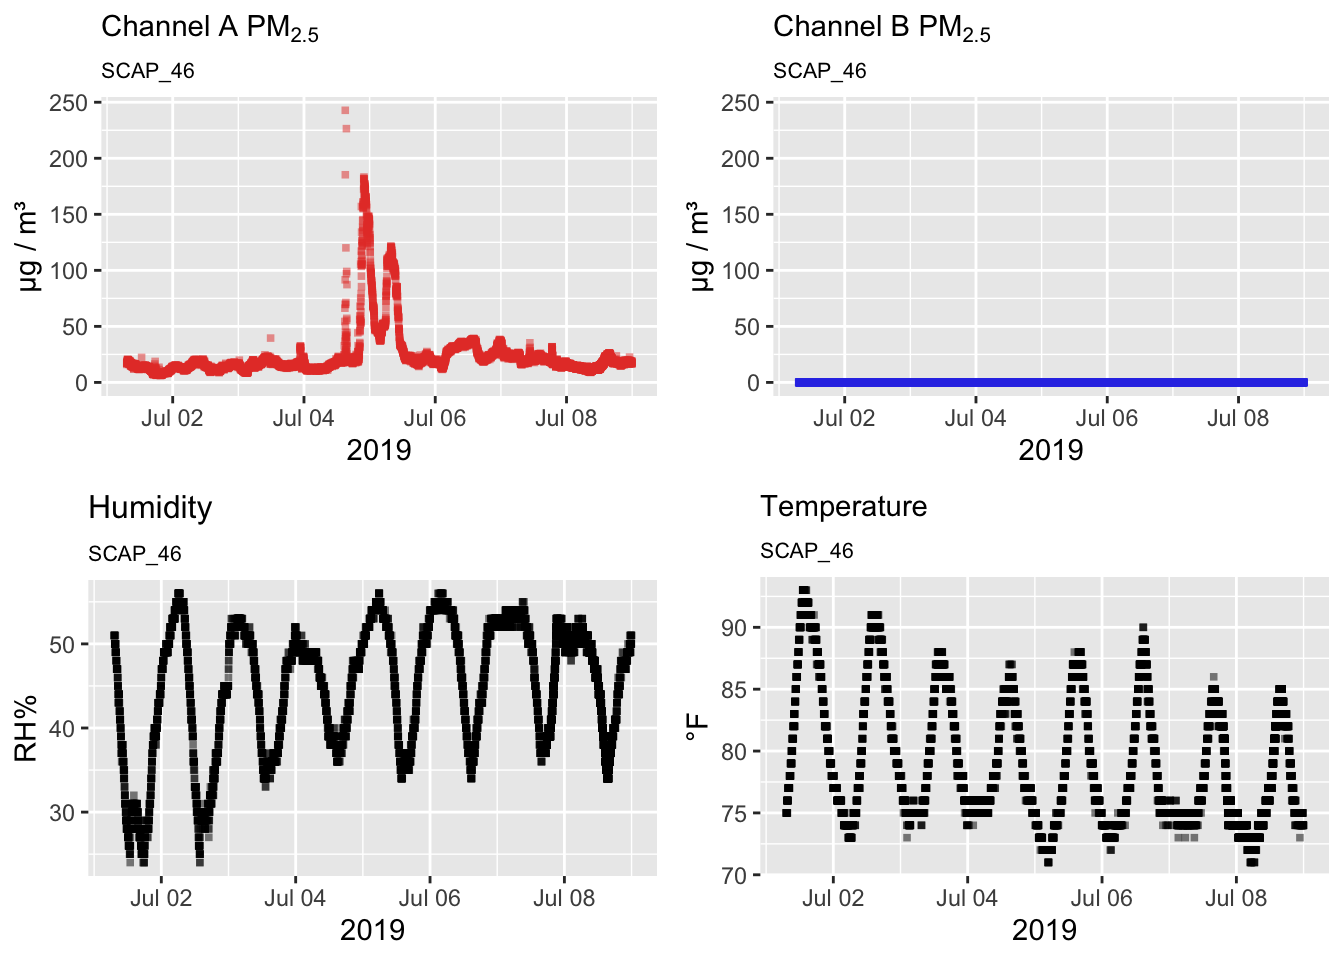 Channel A PM2.5
SCAP_46
250
200
150
100
50
0
µg / m³
Jul 02 Jul 04 Jul 06 Jul 08
2019
Channel B PM2.5
SCAP_46
250
200
150
100
50
0
µg / m³
Jul 02 Jul 04 Jul 06 Jul 08
2019
Humidity
SCAP_46
50
40
30
RH%
Jul 02 Jul 04 Jul 06 Jul 08
2019
Temperature
SCAP_46
90
85
80
75
70
°F
Jul 02 Jul 04 Jul 06 Jul 08
2019